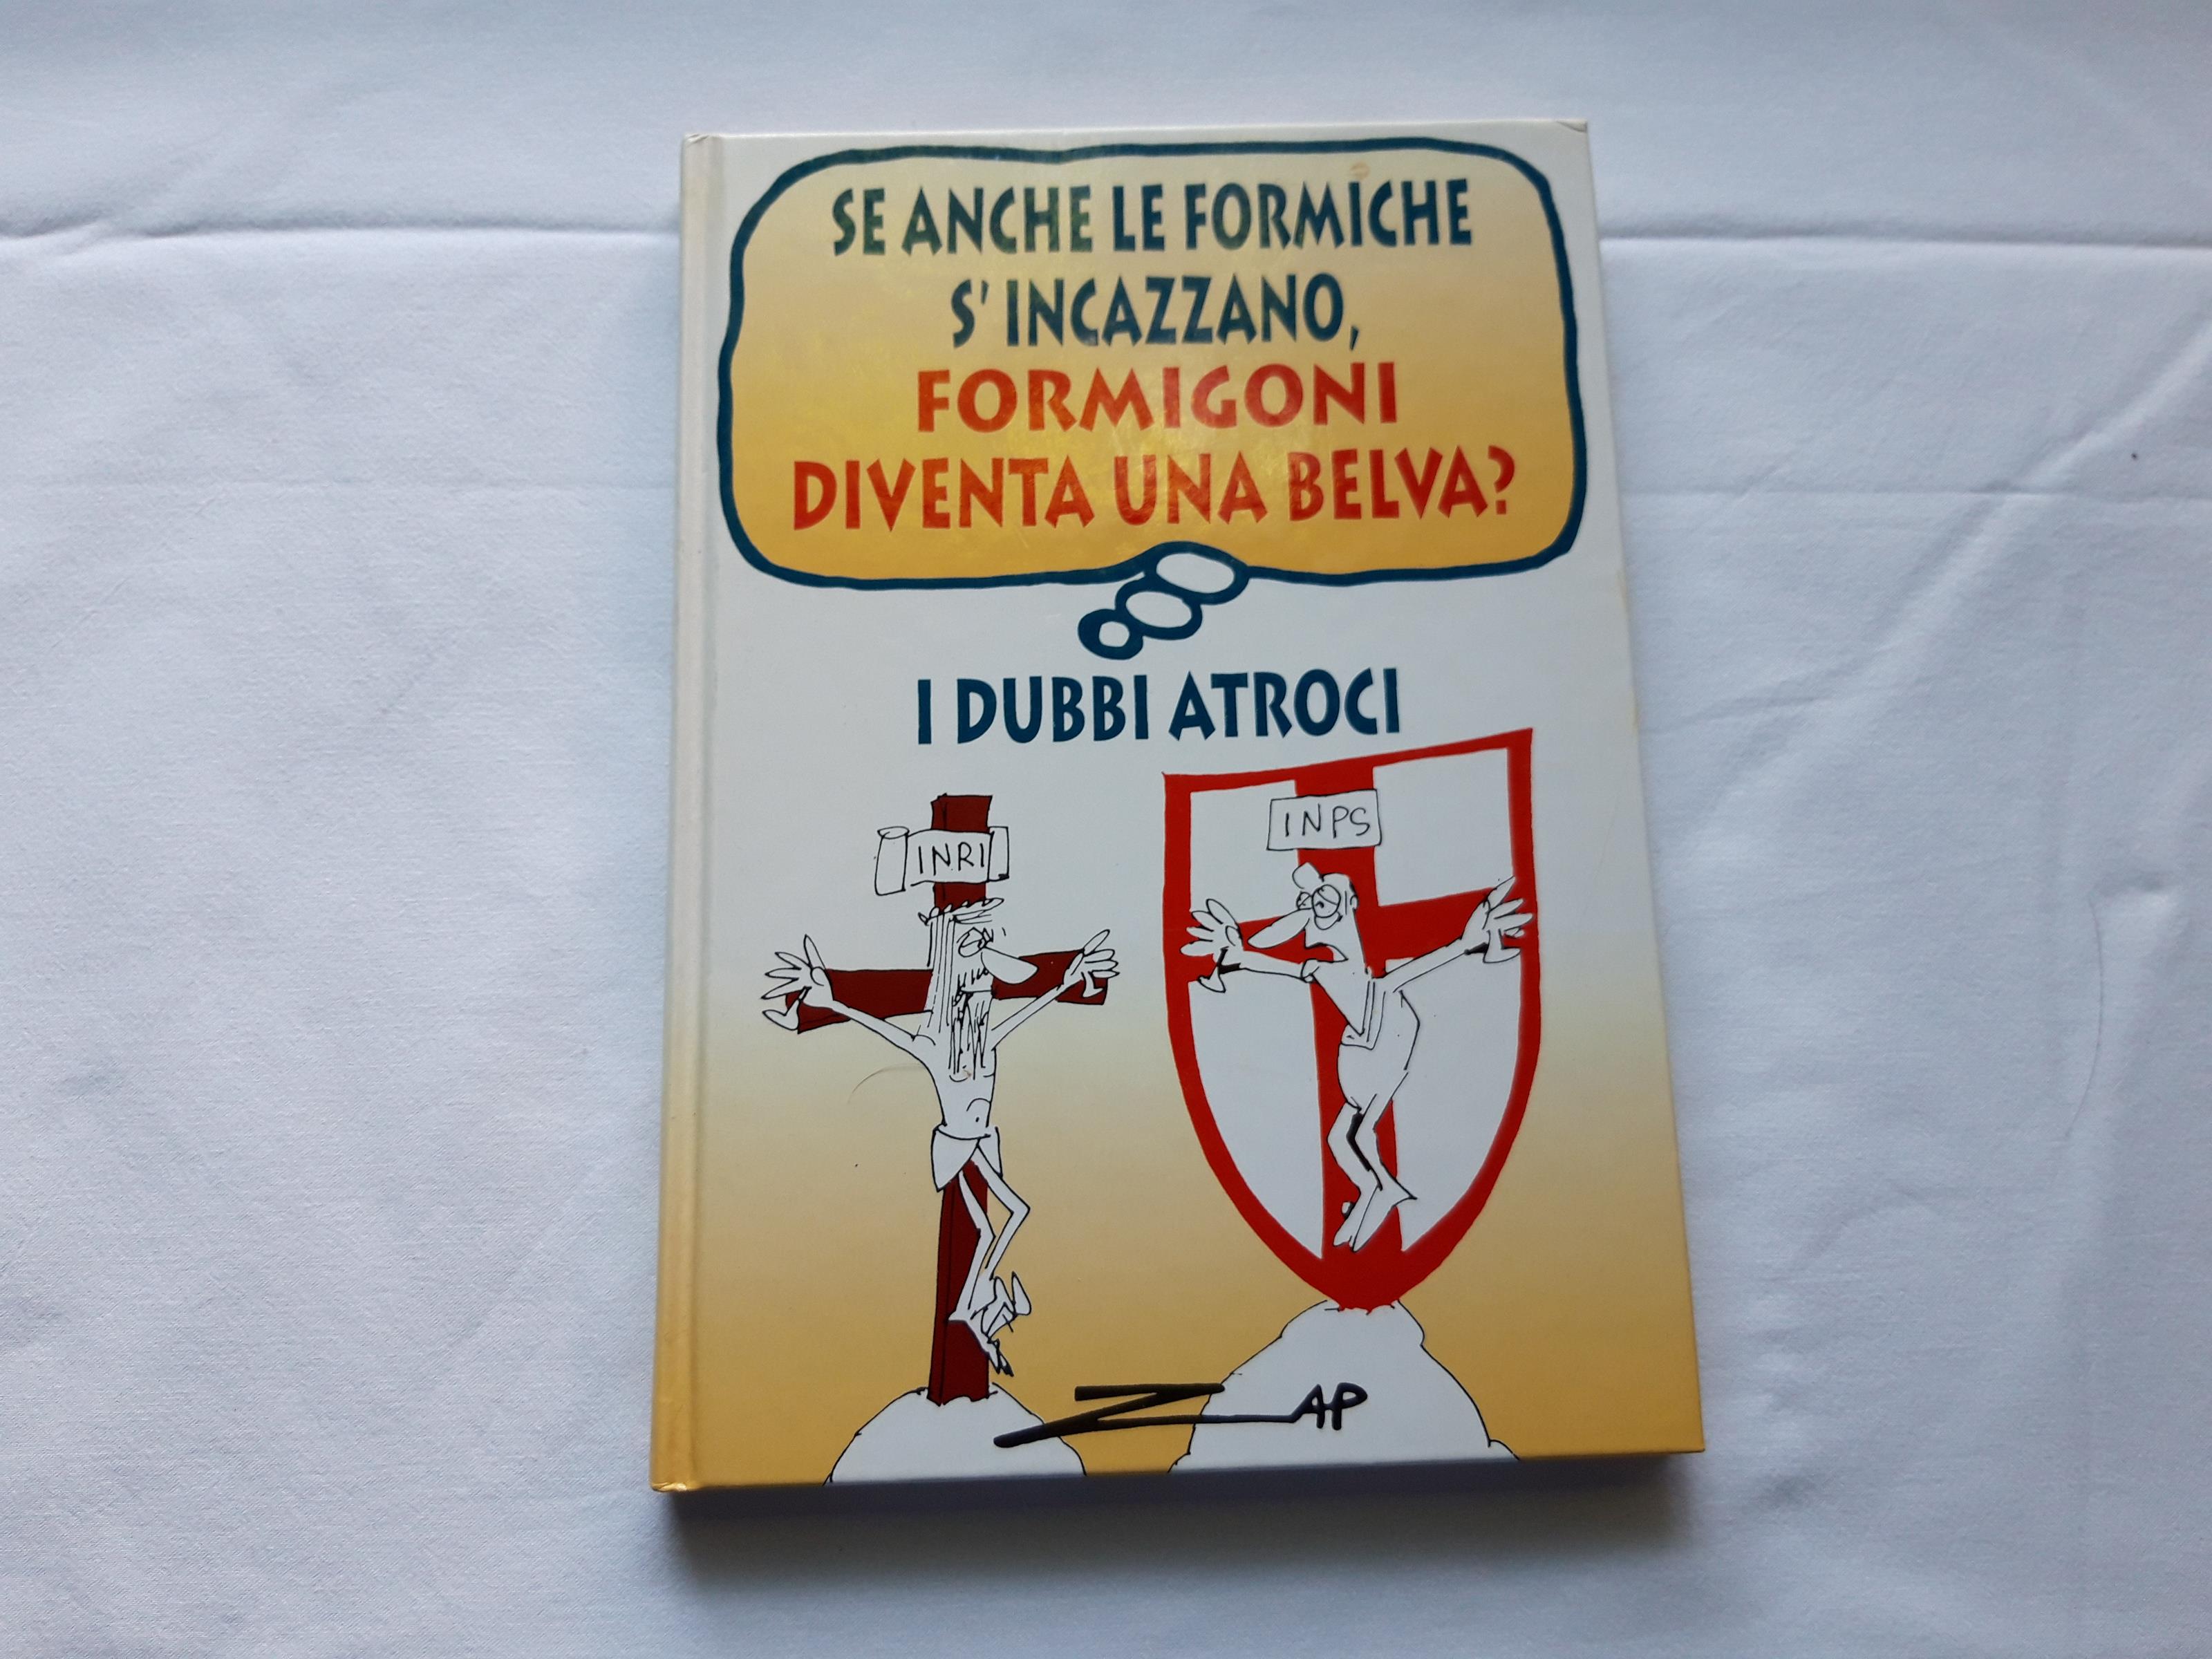 SE ANCHE LE FORMICHE
S'INCAZZANO,
FORMIGONI
DIVENTA UNA BELVA?
I DUBBI ATROCI
INRI
INPS
ZAP